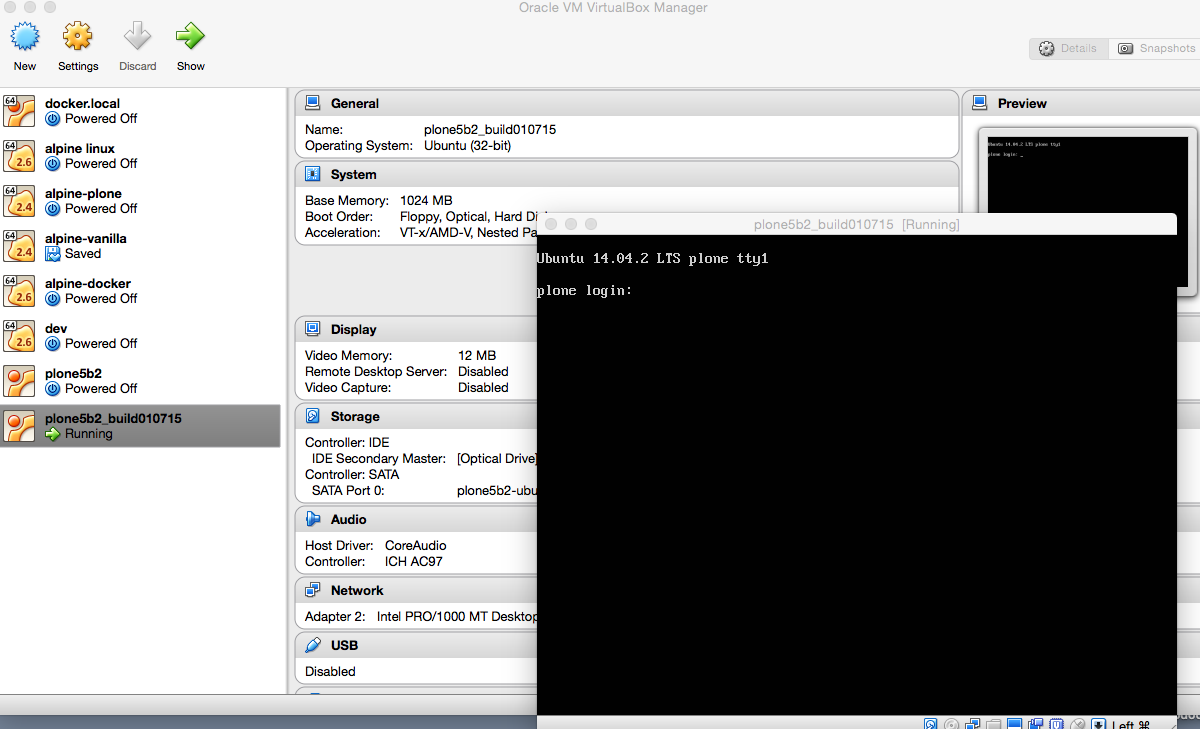 Oracle VM VirtualBox Manager
New
Settings
Discard
Show
Details
Snapshots
64
docker.local
Powered Off
64
2.6
alpine linux
Powered Off
64
2.4
alpine-plone
Powered Off
64
2.4
alpine-vanilla
Saved
64
2.6
alpine-docker
Powered Off
64
2.6
dev
Powered Off
plone5b2
Powered Off
plone5b2_build010715
Running
General
Name: plone5b2_build010715
Operating System: Ubuntu (32-bit)
System
Base Memory: 1024 MB
Boot Order: Floppy, Optical, Hard Di
Acceleration: VT-x/AMD-V, Nested Pa
Display
Video Memory: 12 MB
Remote Desktop Server: Disabled
Video Capture: Disabled
Storage
Controller: IDE
IDE Secondary Master: [Optical Drive]
Controller: SATA
SATA Port 0: plone5b2-ubu
Audio
Host Driver: CoreAudio
Controller: ICH AC97
Network
Adapter 2: Intel PRO/1000 MT Desktop
USB
Disabled
Preview
Ubuntu 14.04.2 LTS plone tty1
plone login: _
plone5b2_build010715 [Running]
Ubuntu 14.04.2 LTS plone tty1
plone login:
Left ⌘